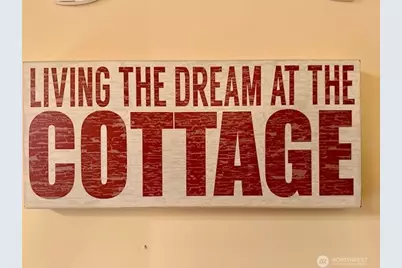 LIVING THE DREAM AT THE
COTTAGE